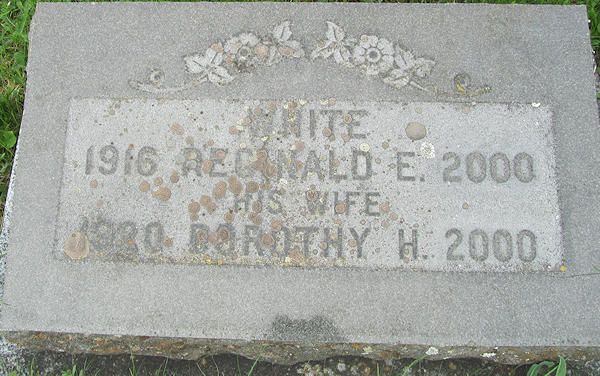 WHITE
1916 REGINALD E. 2000
HIS WIFE
1920 DOROTHY H. 2000